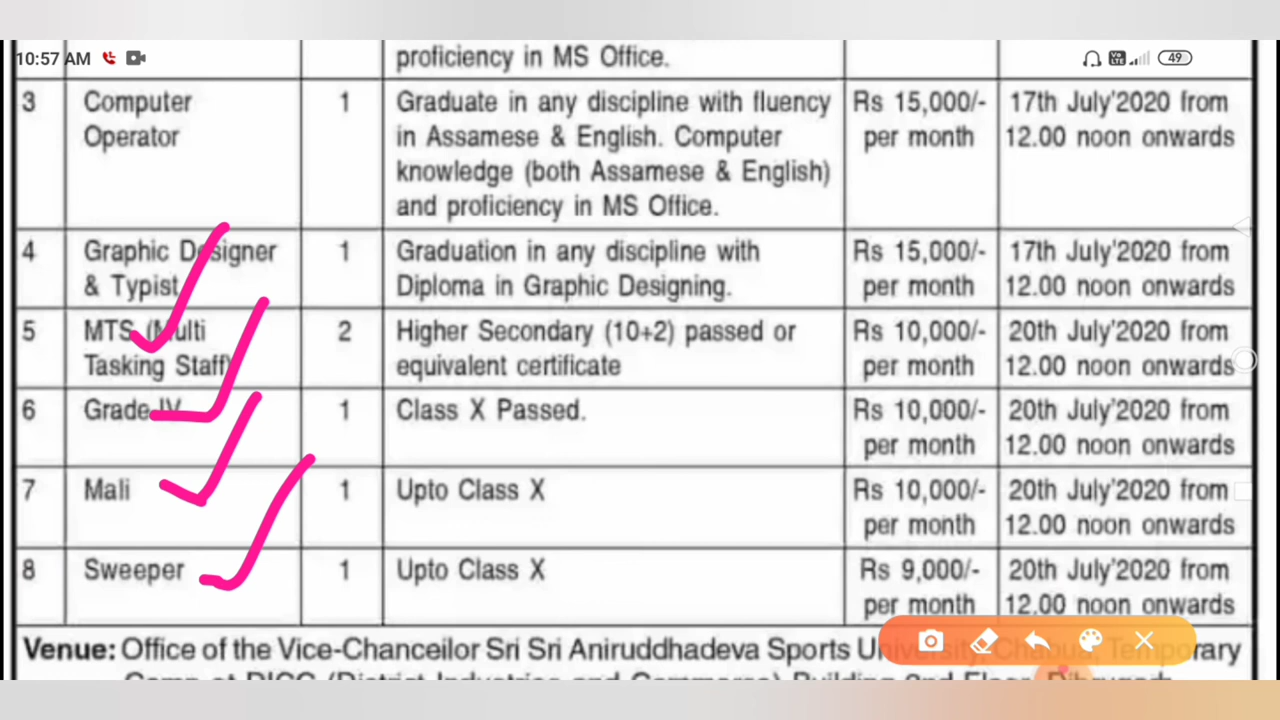 10:57 AM
49
proficiency in MS Office.
3 Computer Operator 1 Graduate in any discipline with fluency in Assamese & English. Computer knowledge (both Assamese & English) and proficiency in MS Office. Rs 15,000/- per month 17th July'2020 from 12.00 noon onwards
4 Graphic Designer & Typist 1 Graduation in any discipline with Diploma in Graphic Designing. Rs 15,000/- per month 17th July'2020 from 12.00 noon onwards
5 MTS (Multi Tasking Staff) 2 Higher Secondary (10+2) passed or equivalent certificate Rs 10,000/- per month 20th July'2020 from 12.00 noon onwards
6 Grade-IV 1 Class X Passed. Rs 10,000/- per month 20th July'2020 from 12.00 noon onwards
7 Mali 1 Upto Class X Rs 10,000/- per month 20th July'2020 from 12.00 noon onwards
8 Sweeper 1 Upto Class X Rs 9,000/- per month 20th July'2020 from 12.00 noon onwards
Venue: Office of the Vice-Chanceilor Sri Sri Aniruddhadeva Sports University, Chabua, Temporary